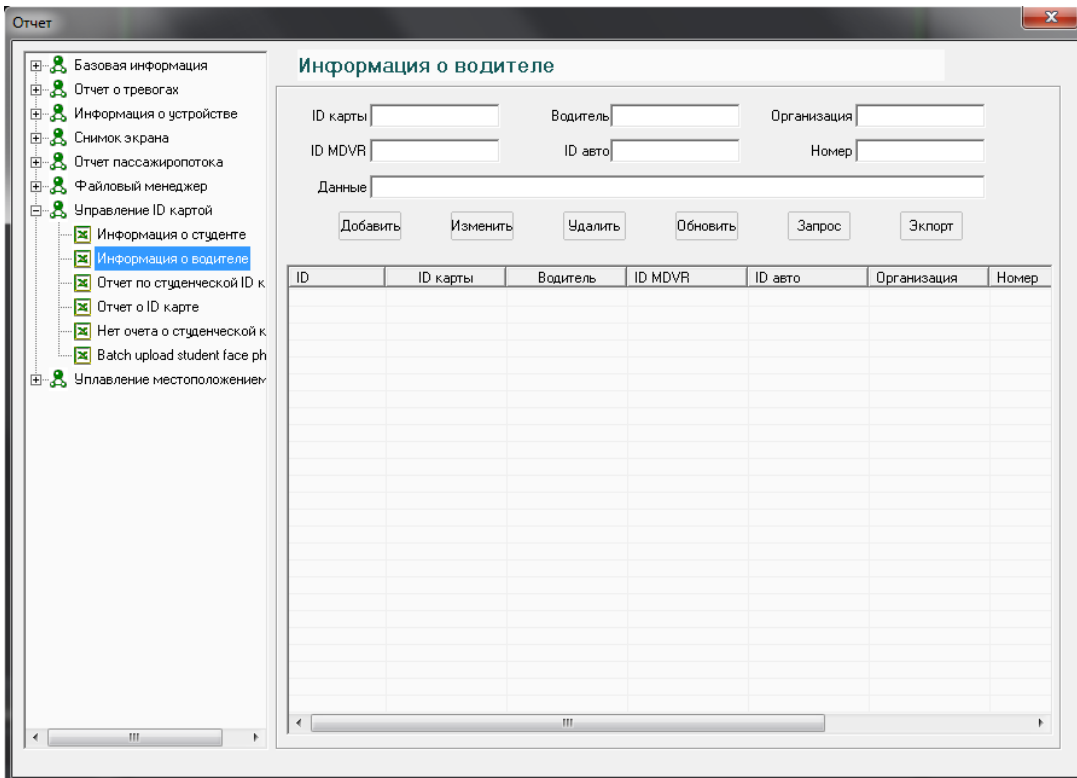 Отчет
Базовая информация
Отчет о тревогах
Информация о устройстве
Снимок экрана
Отчет пассажиропотока
Файловый менеджер
Управление ID картой
Информация о студенте
Информация о водителе
Отчет по студенческой ID к
Отчет о ID карте
Нет очета о студенческой к
Batch upload student face ph
Уплавление местоположением
Информация о водителе
ID карты Водитель Организация
ID MDVR ID авто Номер
Данные
Добавить Изменить Удалить Обновить Запрос Экпорт
ID ID карты Водитель ID MDVR ID авто Организация Номер